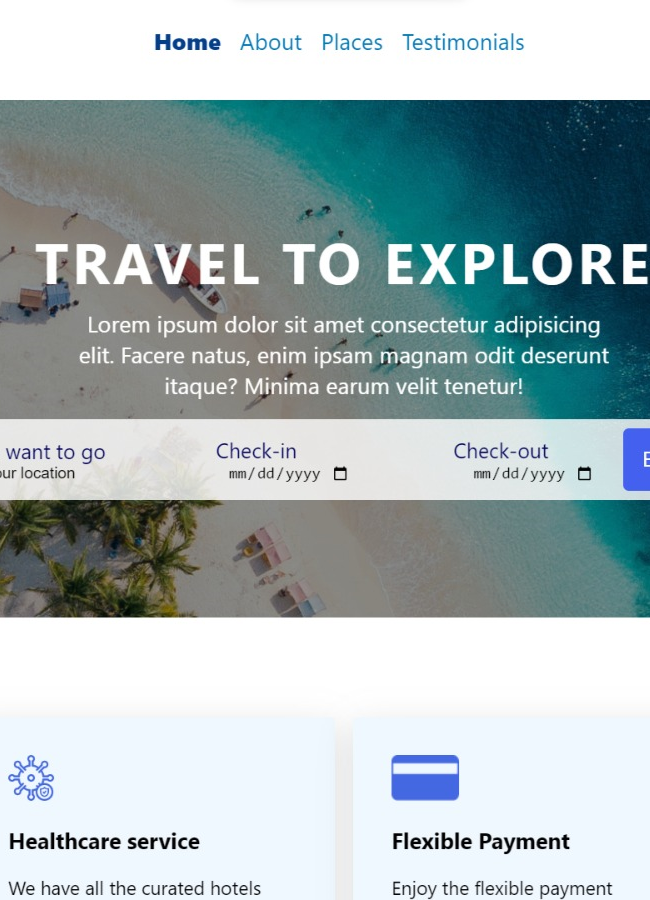 Home About Places Testimonials
TRAVEL TO EXPLORE
Lorem ipsum dolor sit amet consectetur adipisicing
elit. Facere natus, enim ipsam magnam odit deserunt
itaque? Minima earum velit tenetur!
want to go Check-in Check-out
our location mm/dd/yyyy mm/dd/yyyy
Healthcare service Flexible Payment
We have all the curated hotels Enjoy the flexible payment